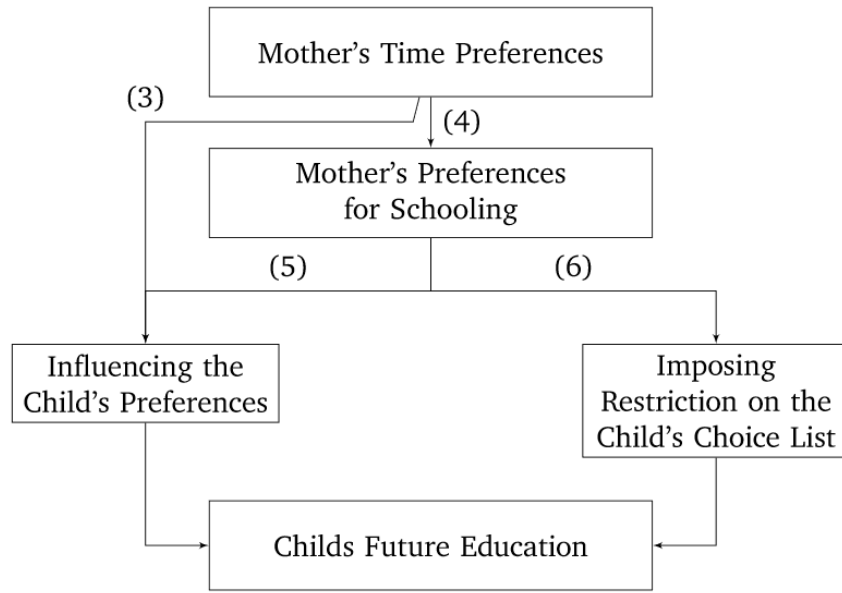 Mother’s Time Preferences
(3)
(4)
Mother’s Preferences
for Schooling
(5)
(6)
Influencing the
Child’s Preferences
Imposing
Restriction on the
Child’s Choice List
Childs Future Education